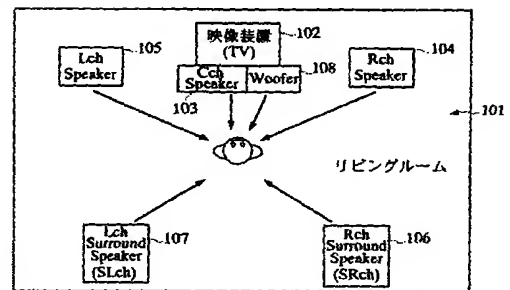 映像装置
(TV)
102
Lch
Speaker
105
Cch
Speaker
103
Woofer
108
Rch
Speaker
104
101
リビングルーム
Lch
Surround
Speaker
(SLch)
107
Rch
Surround
Speaker
(SRch)
106